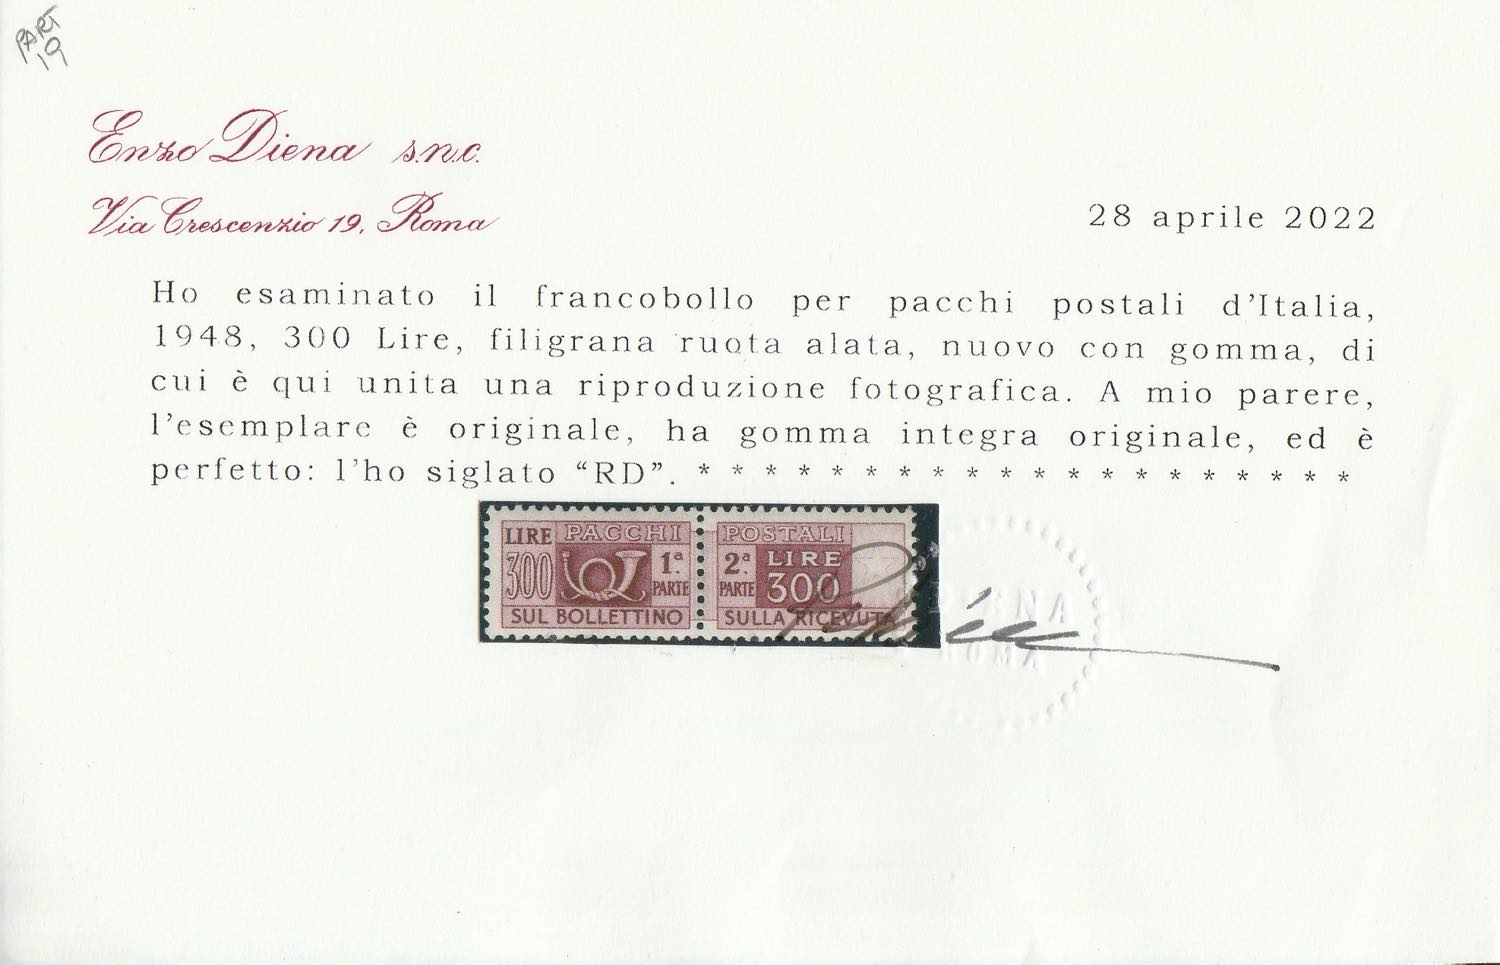 PART
19
Enzo Diena s.n.c.
Via Crescenzio 19, Roma
28 aprile 2022
Ho esaminato il francobollo per pacchi postali d'Italia,
1948, 300 Lire, filigrana ruota alata, nuovo con gomma, di
cui è qui unita una riproduzione fotografica. A mio parere,
l'esemplare è originale, ha gomma integra originale, ed è
perfetto: l'ho siglato “RD”. * * * * * * * * * * * * * * * * * * * *
LIRE PACCHI POSTALI
300 1ª PARTE 2ª PARTE LIRE 300
SUL BOLLETTINO SULLA RICEVUTA
DIENA
ROMA